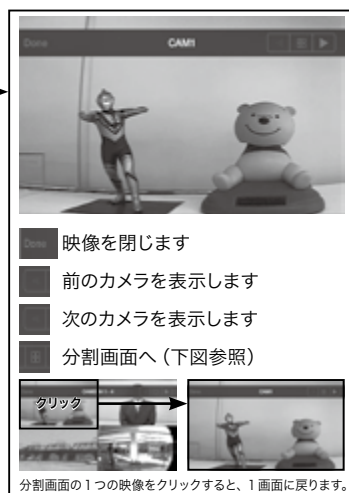 Done CAM1
Done 映像を閉じます
前のカメラを表示します
次のカメラを表示します
分割画面へ（下図参照）
クリック
分割画面の１つの映像をクリックすると、１画面に戻ります。